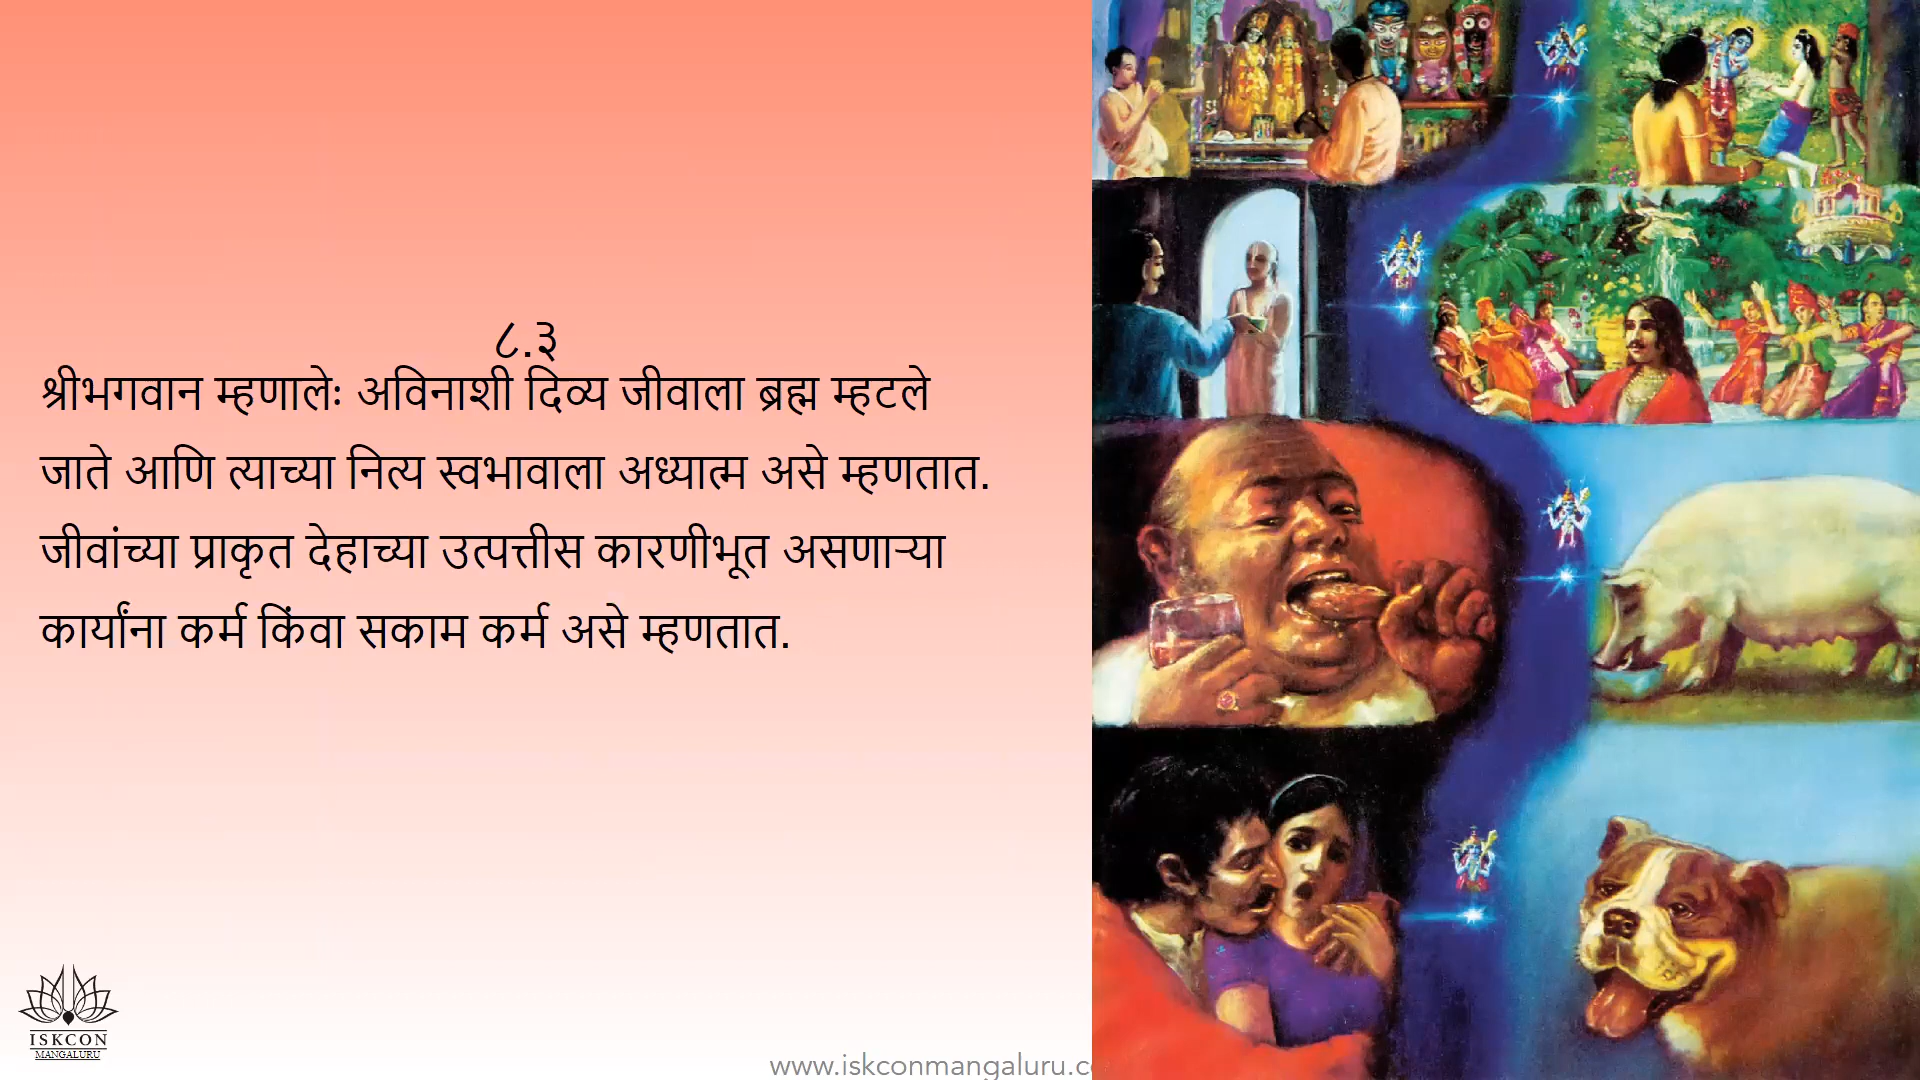 ८.३
श्रीभगवान म्हणालेः अविनाशी दिव्य जीवाला ब्रह्म म्हटले
जाते आणि त्याच्या नित्य स्वभावाला अध्यात्म असे म्हणतात.
जीवांच्या प्राकृत देहाच्या उत्पत्तीस कारणीभूत असणाऱ्या
कार्यांना कर्म किंवा सकाम कर्म असे म्हणतात.
ISKCON
MANGALURU
www.iskconmangaluru.c